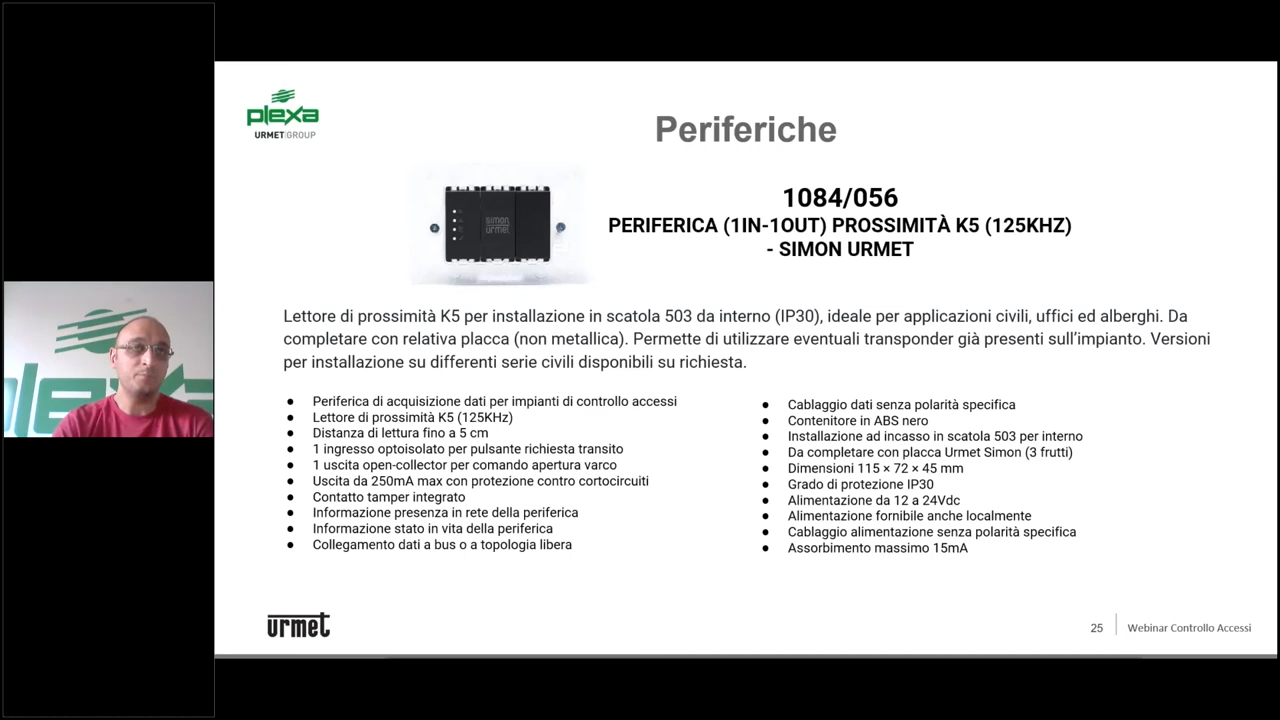 plexa
URMET GROUP
Periferiche
simon
urmet
1084/056
PERIFERICA (1IN-1OUT) PROSSIMITÀ K5 (125KHZ)
- SIMON URMET
Lettore di prossimità K5 per installazione in scatola 503 da interno (IP30), ideale per applicazioni civili, uffici ed alberghi. Da
completare con relativa placca (non metallica). Permette di utilizzare eventuali transponder già presenti sull'impianto. Versioni
per installazione su differenti serie civili disponibili su richiesta.
● Periferica di acquisizione dati per impianti di controllo accessi
● Lettore di prossimità K5 (125KHz)
● Distanza di lettura fino a 5 cm
● 1 ingresso optoisolato per pulsante richiesta transito
● 1 uscita open-collector per comando apertura varco
● Uscita da 250mA max con protezione contro cortocircuiti
● Contatto tamper integrato
● Informazione presenza in rete della periferica
● Informazione stato in vita della periferica
● Collegamento dati a bus o a topologia libera
● Cablaggio dati senza polarità specifica
● Contenitore in ABS nero
● Installazione ad incasso in scatola 503 per interno
● Da completare con placca Urmet Simon (3 frutti)
● Dimensioni 115 × 72 × 45 mm
● Grado di protezione IP30
● Alimentazione da 12 a 24Vdc
● Alimentazione fornibile anche localmente
● Cablaggio alimentazione senza polarità specifica
● Assorbimento massimo 15mA
urmet
25
Webinar Controllo Accessi